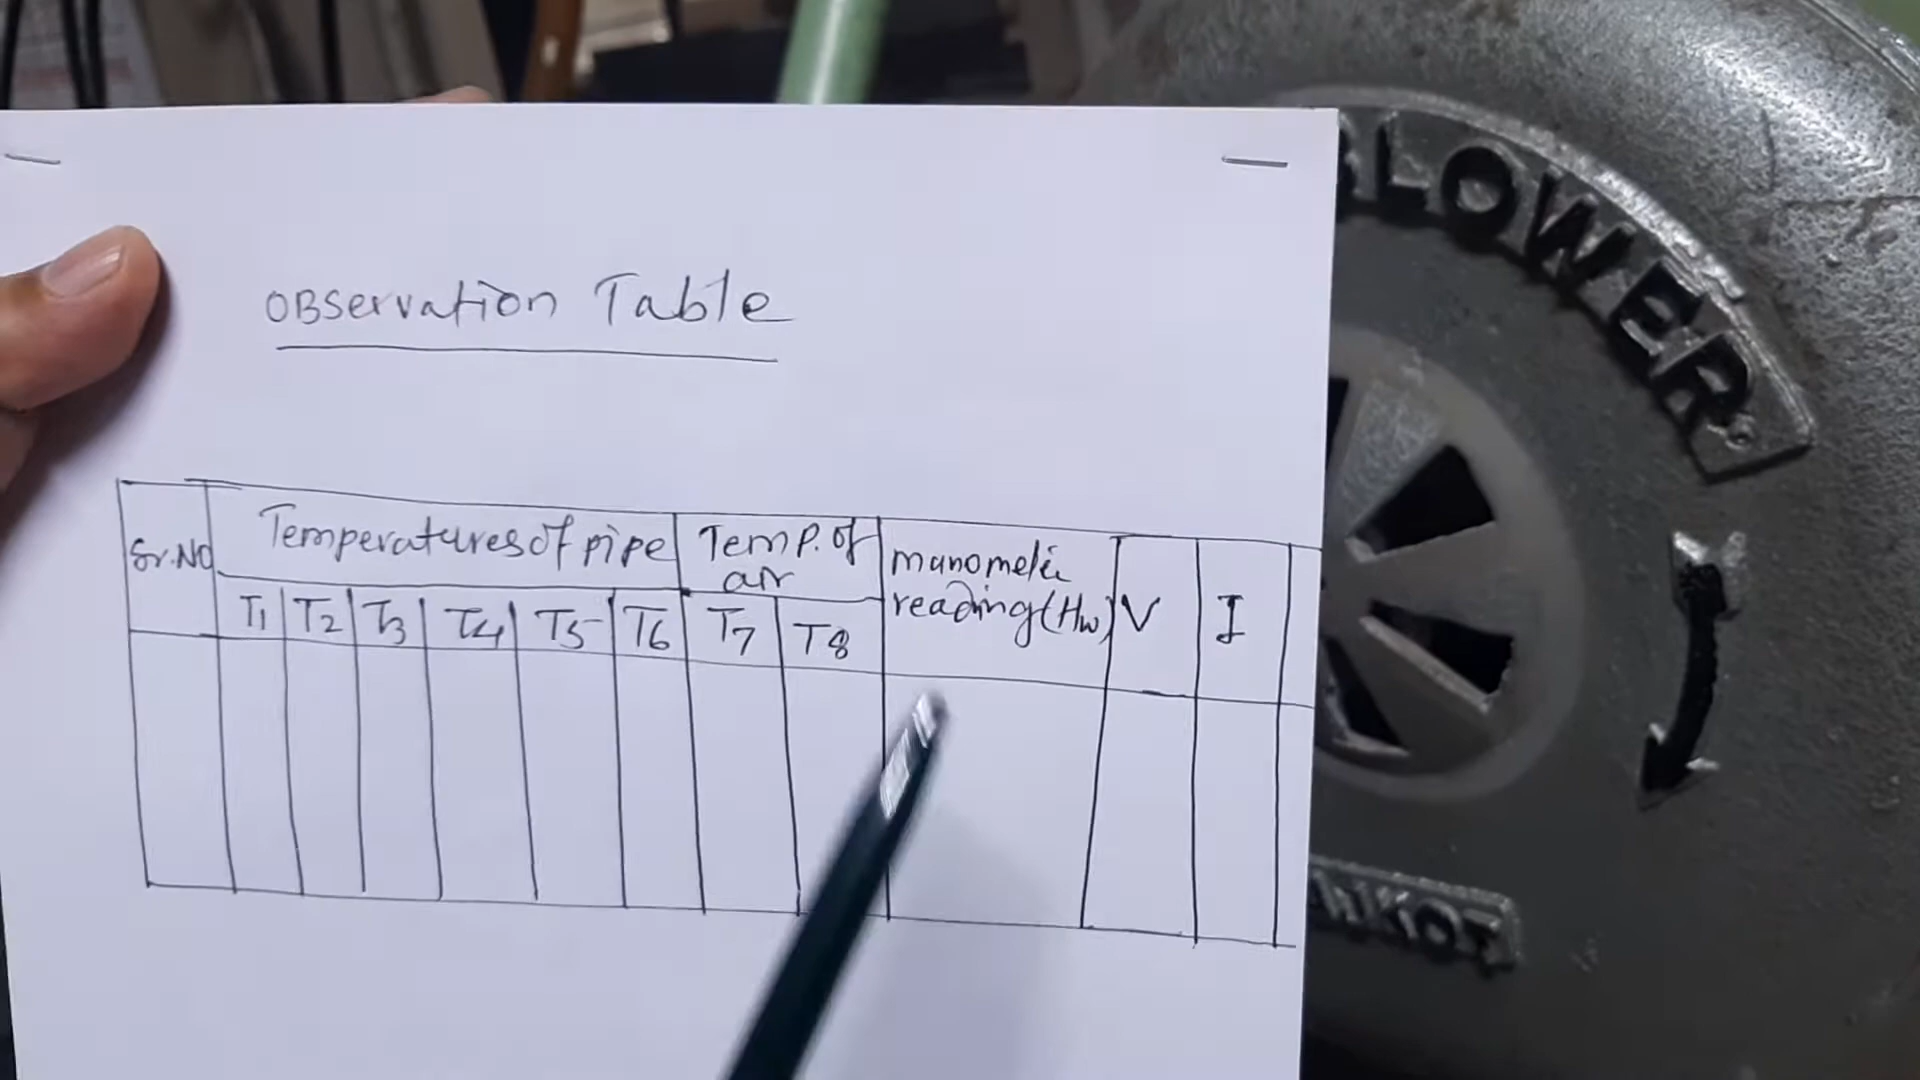 OBservation Table
Sr.No
Temperatures of pipe
Temp. of
air
manometer
reading (Hw)
V
I
T1 T2 T3 T4 T5 T6 T7 T8
BLOWER